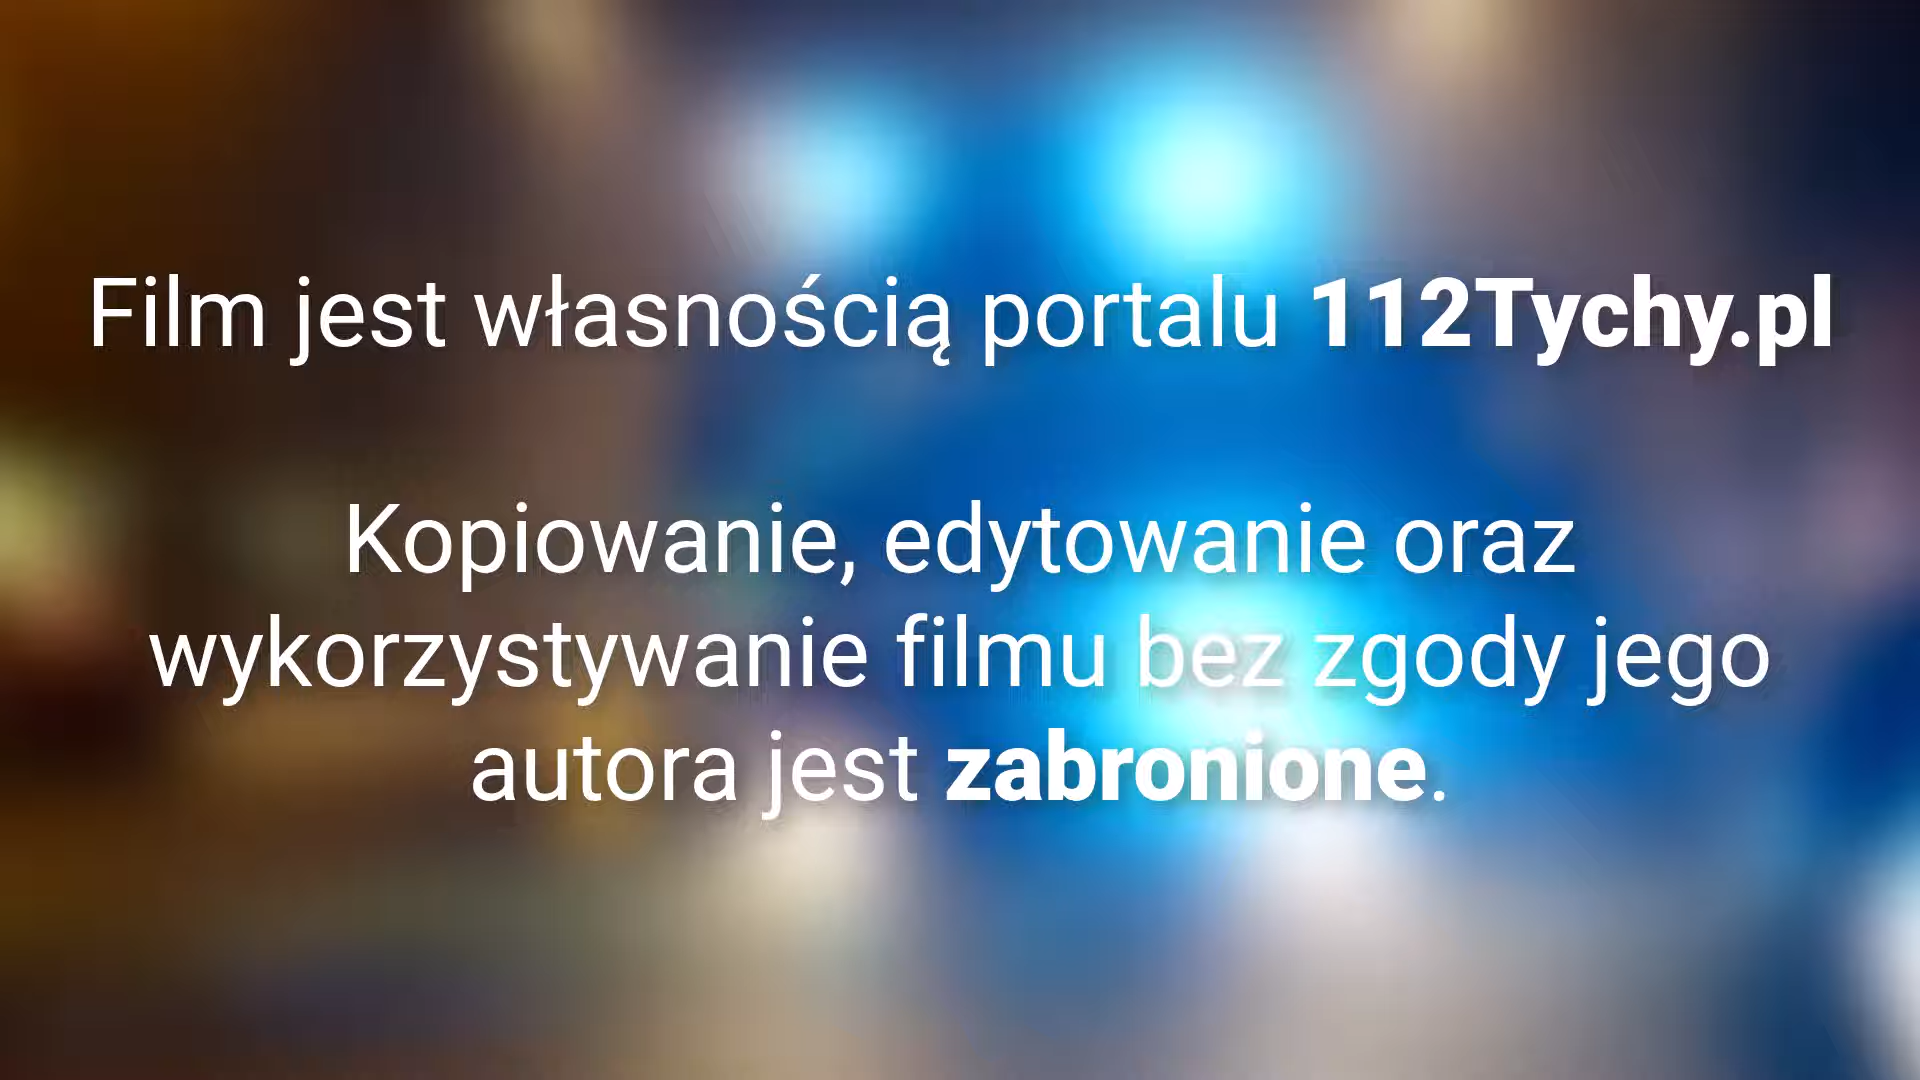 Film jest własnością portalu 112Tychy.pl
Kopiowanie, edytowanie oraz
wykorzystywanie filmu bez zgody jego
autora jest zabronione.